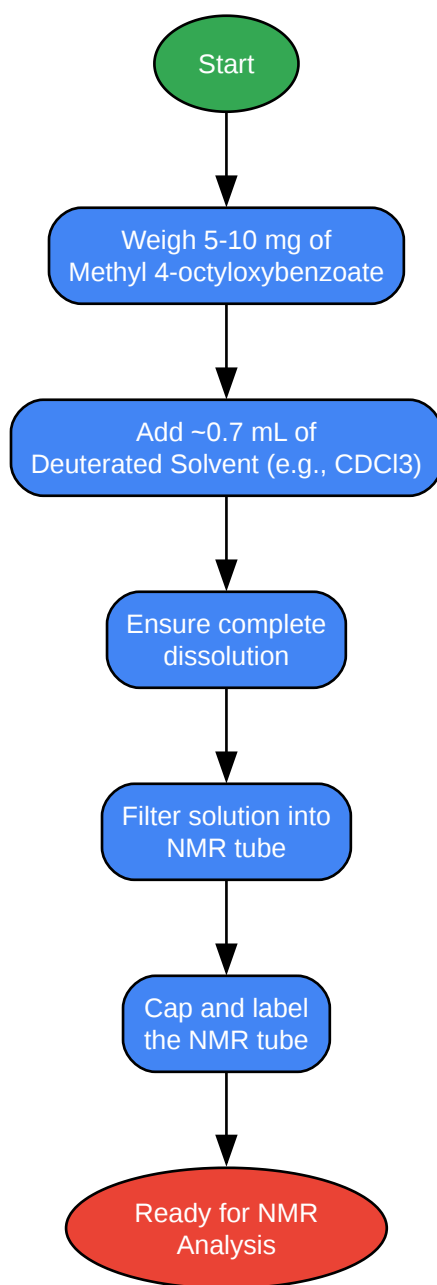 Start
Weigh 5-10 mg of
Methyl 4-octyloxybenzoate
Add ~0.7 mL of
Deuterated Solvent (e.g., CDCl3)
Ensure complete
dissolution
Filter solution into
NMR tube
Cap and label
the NMR tube
Ready for NMR
Analysis